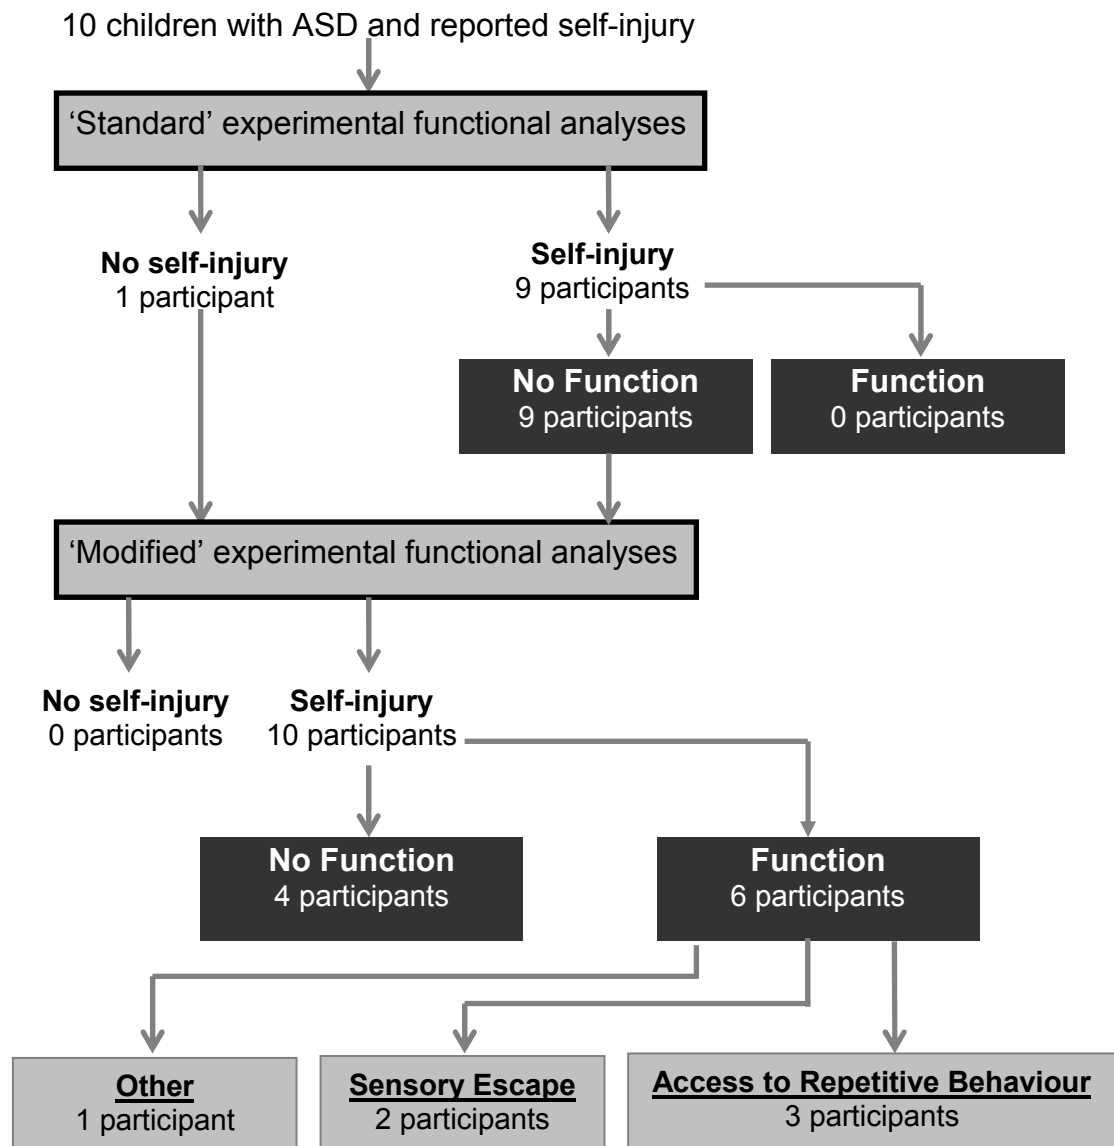 10 children with ASD and reported self-injury
‘Standard’ experimental functional analyses
No self-injury
1 participant
Self-injury
9 participants
No Function
9 participants
Function
0 participants
‘Modified’ experimental functional analyses
No self-injury
0 participants
Self-injury
10 participants
No Function
4 participants
Function
6 participants
Other
1 participant
Sensory Escape
2 participants
Access to Repetitive Behaviour
3 participants